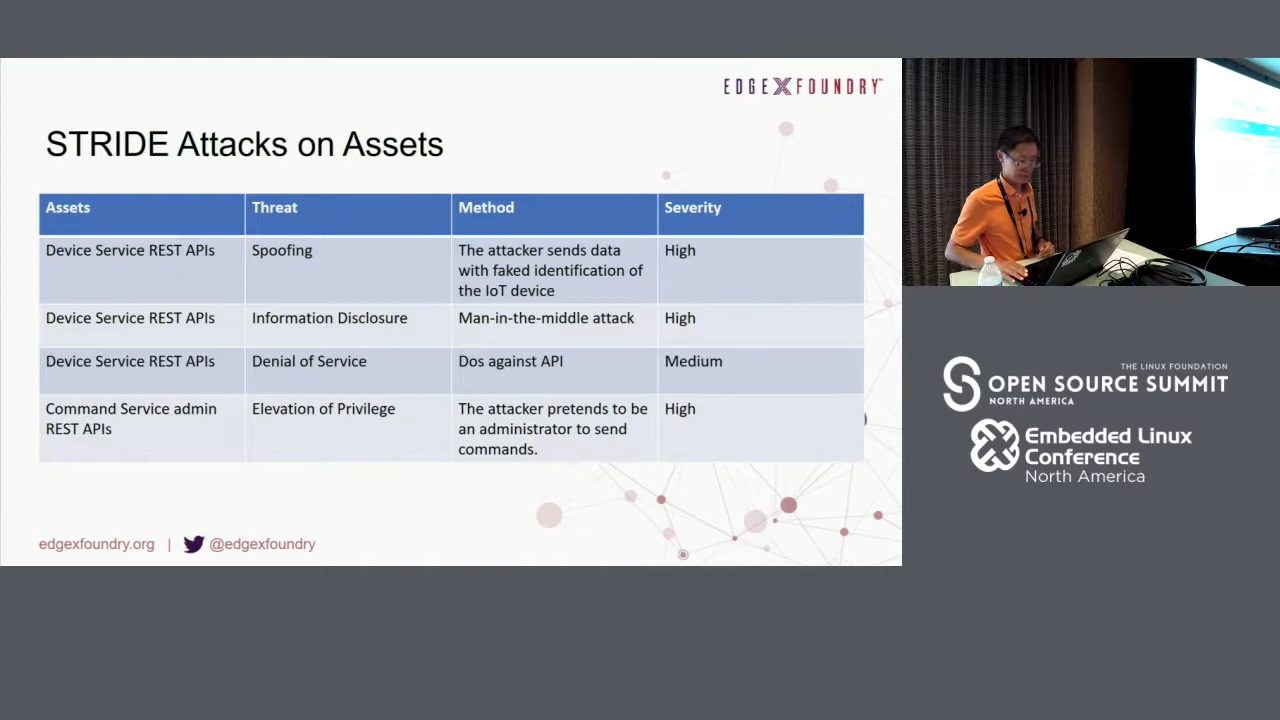 EDGE X FOUNDRY
STRIDE Attacks on Assets
Assets Threat Method Severity
Device Service REST APIs Spoofing The attacker sends data with faked identification of the IoT device High
Device Service REST APIs Information Disclosure Man-in-the-middle attack High
Device Service REST APIs Denial of Service Dos against API Medium
Command Service admin REST APIs Elevation of Privilege The attacker pretends to be an administrator to send commands. High
edgexfoundry.org | @edgexfoundry
THE LINUX FOUNDATION
OPEN SOURCE SUMMIT
NORTH AMERICA
Embedded Linux
Conference
North America